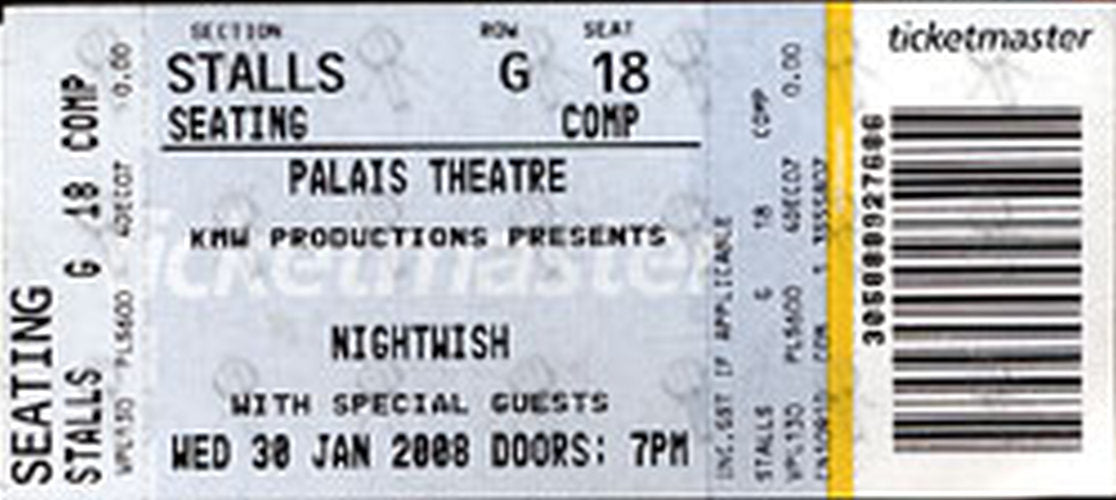 SEATING
STALLS G 18 COMP
0.00
SECTION ROW SEAT
STALLS G 18
SEATING COMP
PALAIS THEATRE
KMW PRODUCTIONS PRESENTS
ticketmaster
NIGHTWISH
WITH SPECIAL GUESTS
WED 30 JAN 2008 DOORS: 7PM
INC.GST IF APPLICABLE
STALLS G 18 COMP
0.00
ticketmaster